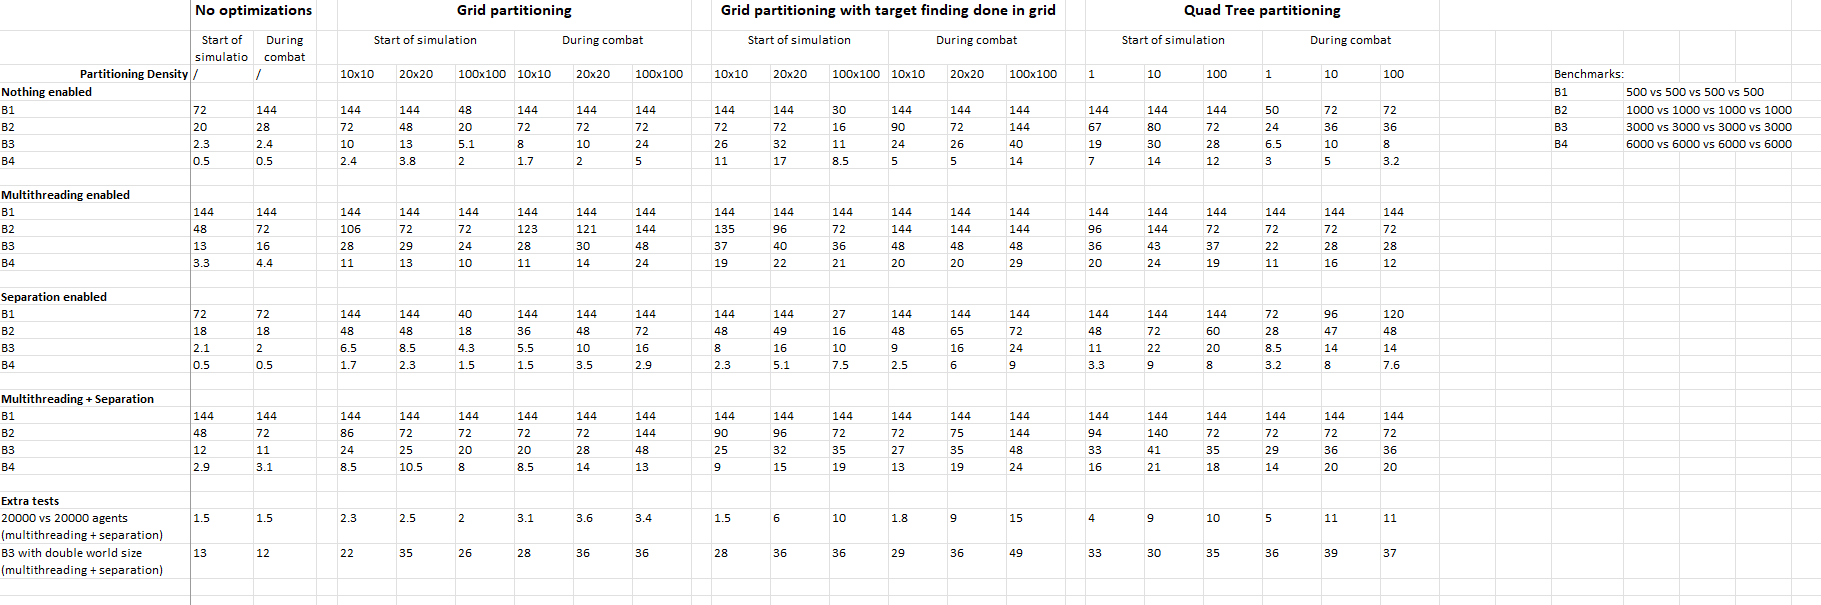 No optimizations Grid partitioning Grid partitioning with target finding done in grid Quad Tree partitioning
Start of During Start of simulation During combat Start of simulation During combat Start of simulation During combat
simulatio combat
Partitioning Density / / 10x10 20x20 100x100 10x10 20x20 100x100 10x10 20x20 100x100 10x10 20x20 100x100 1 10 100 1 10 100 Benchmarks:
Nothing enabled B1 500 vs 500 vs 500 vs 500
B1 72 144 144 144 48 144 144 144 144 144 30 144 144 144 144 144 144 50 72 72 B2 1000 vs 1000 vs 1000 vs 1000
B2 20 28 72 48 20 72 72 72 72 72 16 90 72 144 67 80 72 24 36 36 B3 3000 vs 3000 vs 3000 vs 3000
B3 2.3 2.4 10 13 5.1 8 10 24 26 32 11 24 26 40 19 30 28 6.5 10 8 B4 6000 vs 6000 vs 6000 vs 6000
B4 0.5 0.5 2.4 3.8 2 1.7 2 5 11 17 8.5 5 5 14 7 14 12 3 5 3.2
Multithreading enabled
B1 144 144 144 144 144 144 144 144 144 144 144 144 144 144 144 144 144 144 144 144
B2 48 72 106 72 72 123 121 144 135 96 72 144 144 144 96 144 72 72 72 72
B3 13 16 28 29 24 28 30 48 37 40 36 48 48 48 36 43 37 22 28 28
B4 3.3 4.4 11 13 10 11 14 24 19 22 21 20 20 29 20 24 19 11 16 12
Separation enabled
B1 72 72 144 144 40 144 144 144 144 144 27 144 144 144 144 144 144 72 96 120
B2 18 18 48 48 18 36 48 72 48 49 16 48 65 72 48 72 60 28 47 48
B3 2.1 2 6.5 8.5 4.3 5.5 10 16 8 16 10 9 16 24 11 22 20 8.5 14 14
B4 0.5 0.5 1.7 2.3 1.5 1.5 3.5 2.9 2.3 5.1 7.5 2.5 6 9 3.3 9 8 3.2 8 7.6
Multithreading + Separation
B1 144 144 144 144 144 144 144 144 144 144 144 144 144 144 144 144 144 144 144 144
B2 48 72 86 72 72 72 72 144 90 96 72 72 75 144 94 140 72 72 72 72
B3 12 11 24 25 20 20 28 48 25 32 35 27 35 48 33 41 35 29 36 36
B4 2.9 3.1 8.5 10.5 8 8.5 14 13 9 15 19 13 19 24 16 21 18 14 20 20
Extra tests
20000 vs 20000 agents 1.5 1.5 2.3 2.5 2 3.1 3.6 3.4 1.5 6 10 1.8 9 15 4 9 10 5 11 11
(multithreading + separation)
B3 with double world size 13 12 22 35 26 28 36 36 28 36 36 29 36 49 33 30 35 36 39 37
(multithreading + separation)